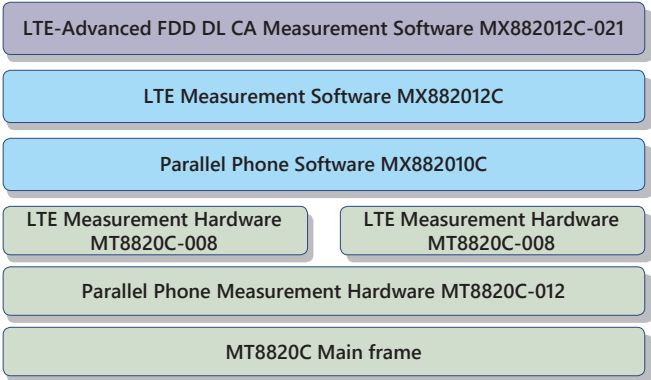 LTE-Advanced FDD DL CA Measurement Software MX882012C-021
LTE Measurement Software MX882012C
Parallel Phone Software MX882010C
LTE Measurement Hardware
MT8820C-008
LTE Measurement Hardware
MT8820C-008
Parallel Phone Measurement Hardware MT8820C-012
MT8820C Main frame